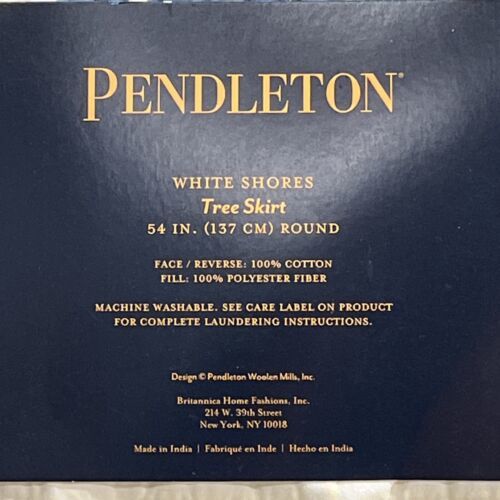 PENDLETON®
WHITE SHORES
Tree Skirt
54 IN. (137 CM) ROUND
FACE / REVERSE: 100% COTTON
FILL: 100% POLYESTER FIBER
MACHINE WASHABLE. SEE CARE LABEL ON PRODUCT
FOR COMPLETE LAUNDERING INSTRUCTIONS.
Design © Pendleton Woolen Mills, Inc.
Britannica Home Fashions, Inc.
214 W. 39th Street
New York, NY 10018
Made in India | Fabriqué en Inde | Hecho en India